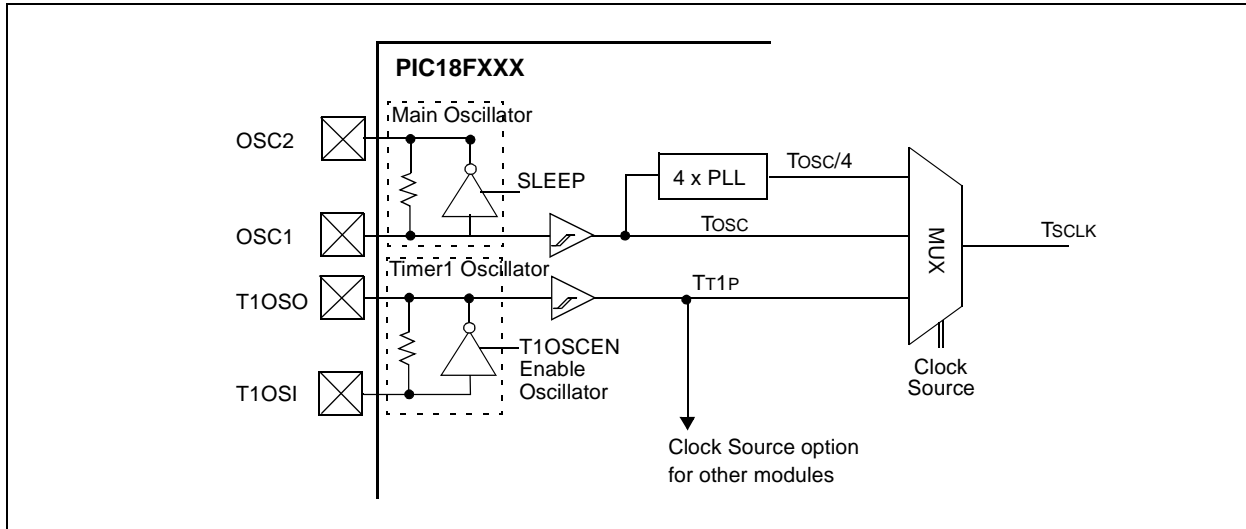 PIC18FXXX
Main Oscillator
OSC2
SLEEP
4 x PLL
TOSC/4
OSC1
TOSC
TSCLK
MUX
Timer1 Oscillator
T1OSO
TT1P
T1OSCEN
Enable
Oscillator
T1OSI
Clock
Source
Clock Source option
for other modules